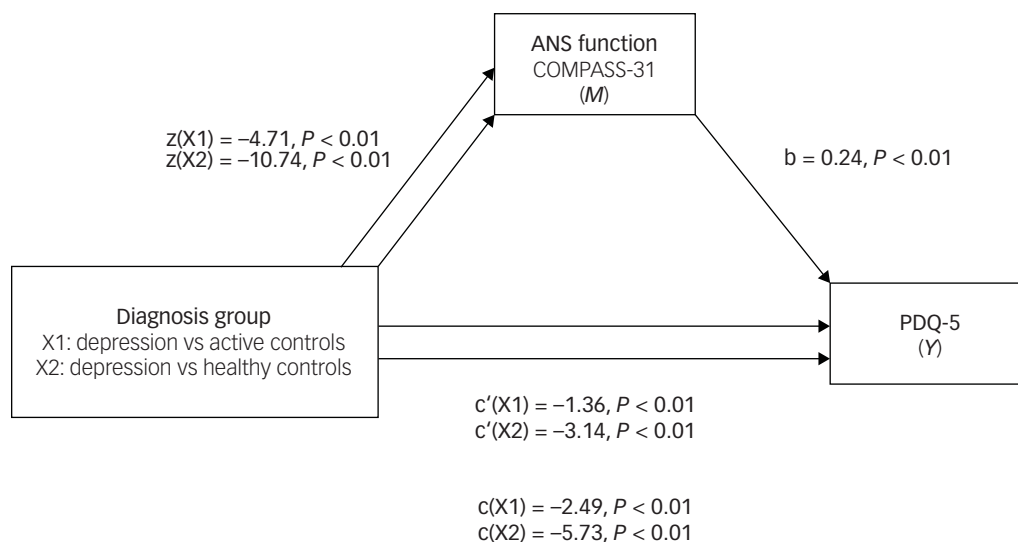 ANS function
COMPASS-31
(M)
z(X1) = –4.71, P < 0.01
z(X2) = –10.74, P < 0.01
b = 0.24, P < 0.01
Diagnosis group
X1: depression vs active controls
X2: depression vs healthy controls
PDQ-5
(Y)
c′(X1) = –1.36, P < 0.01
c′(X2) = –3.14, P < 0.01
c(X1) = –2.49, P < 0.01
c(X2) = –5.73, P < 0.01